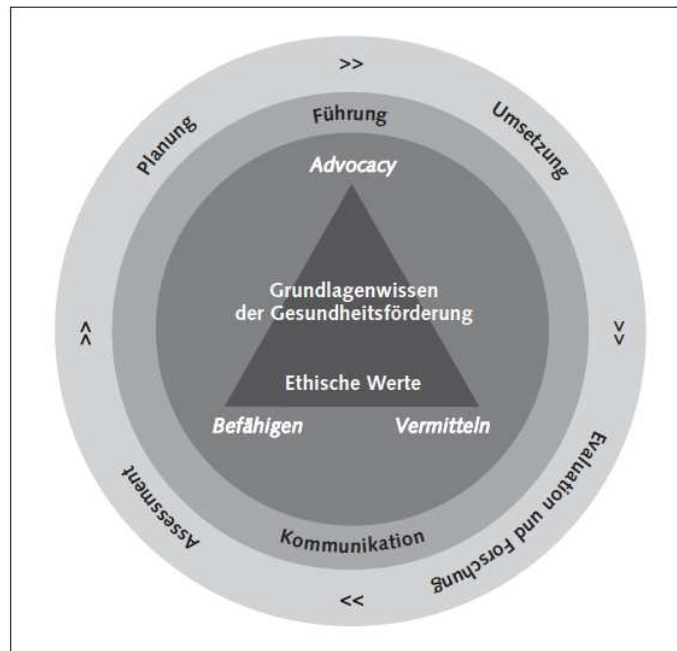 >>
Planung
Umsetzung
Führung
Advocacy
Grundlagenwissen
der Gesundheitsförderung
Ethische Werte
Befähigen
Vermitteln
>>
>>
Assessment
Evaluation und Forschung
Kommunikation
>>